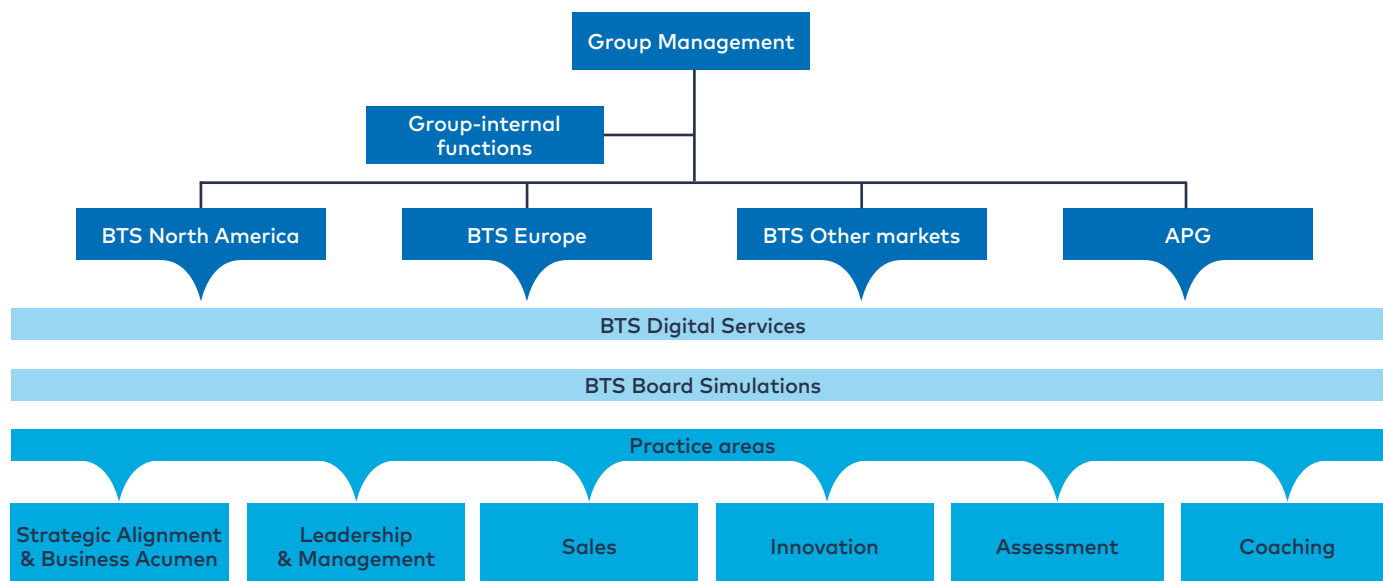 Group Management
Group-internal
functions
BTS North America
BTS Europe
BTS Other markets
APG
BTS Digital Services
BTS Board Simulations
Practice areas
Strategic Alignment
& Business Acumen
Leadership
& Management
Sales
Innovation
Assessment
Coaching